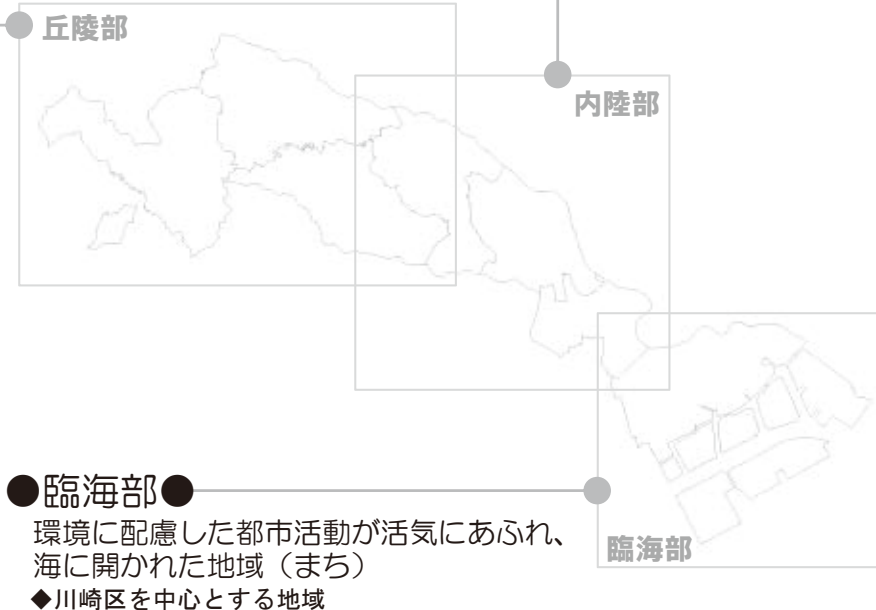 丘陵部
内陸部
臨海部
●臨海部●
環境に配慮した都市活動が活気にあふれ、
海に開かれた地域（まち）
◆川崎区を中心とする地域